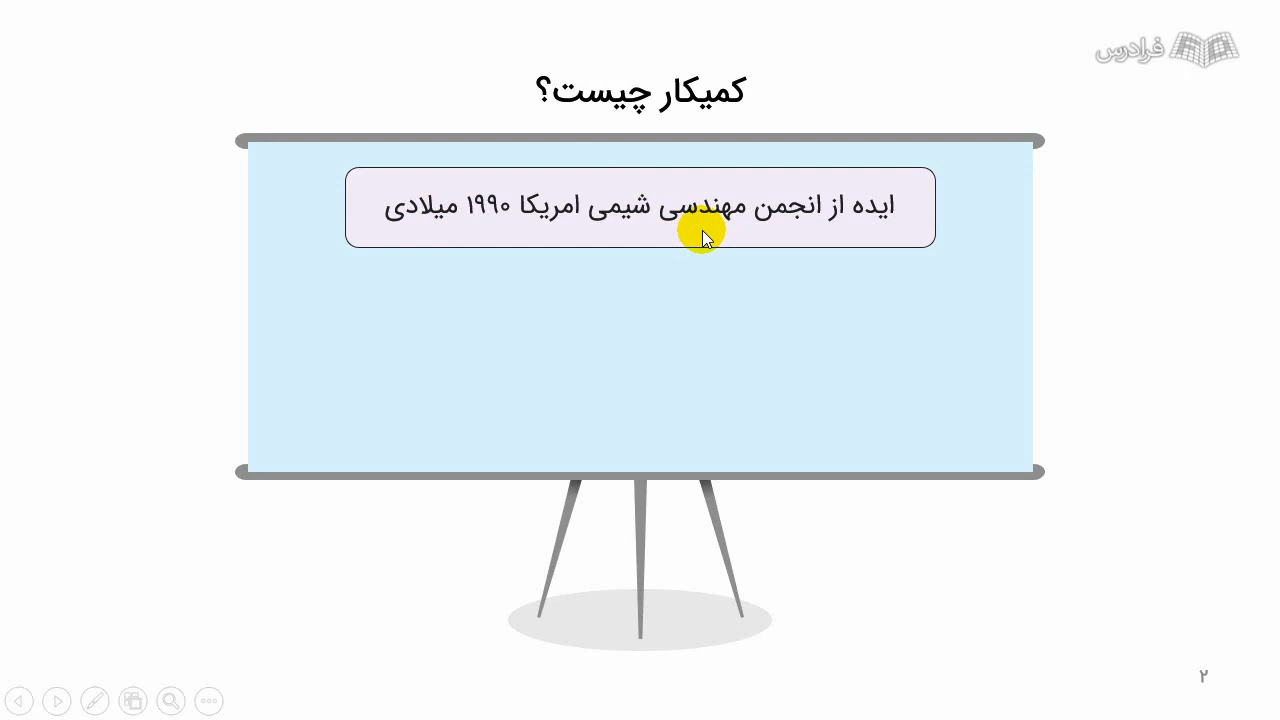 فرادرس
کمیکار چیست؟
ایده از انجمن مهندسی شیمی امریکا ۱۹۹۰ میلادی
۲